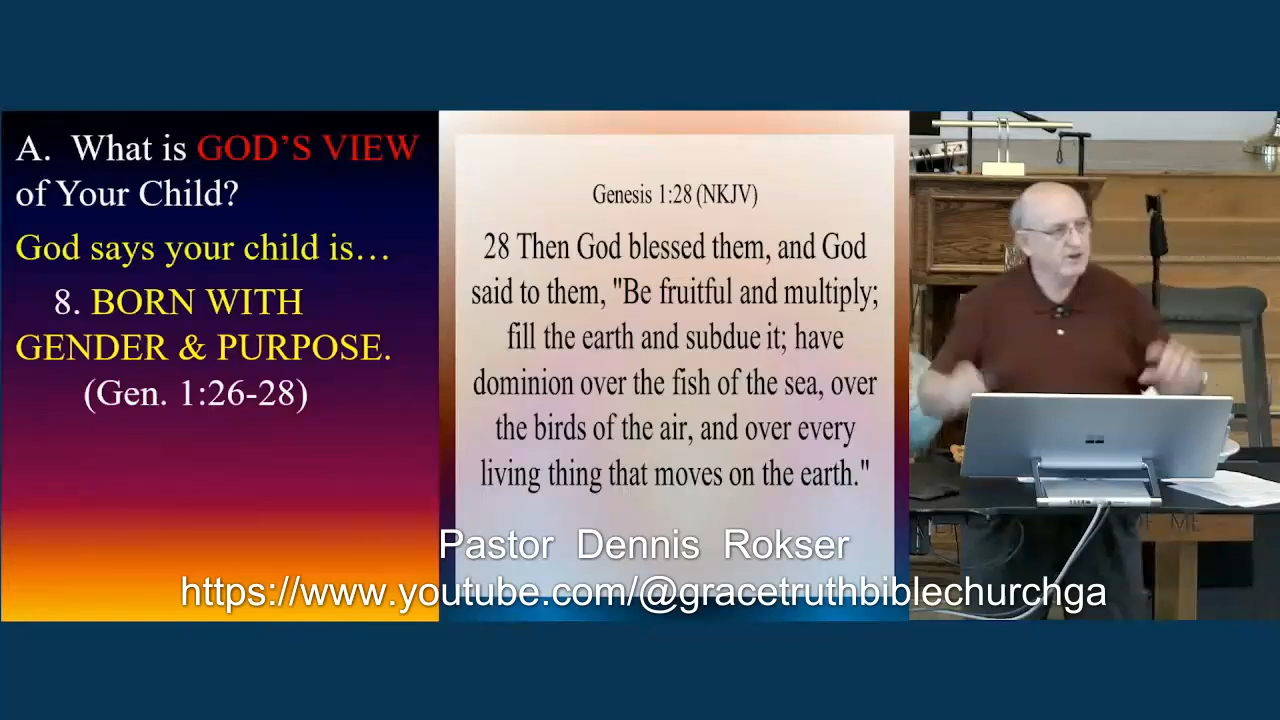 A. What is GOD'S VIEW
of Your Child?
God says your child is…
8. BORN WITH
GENDER & PURPOSE.
(Gen. 1:26-28)
Genesis 1:28 (NKJV)
28 Then God blessed them, and God
said to them, "Be fruitful and multiply;
fill the earth and subdue it; have
dominion over the fish of the sea, over
the birds of the air, and over every
living thing that moves on the earth."
Pastor Dennis Rokser
https://www.youtube.com/@gracetruthbiblechurchga
OF ME